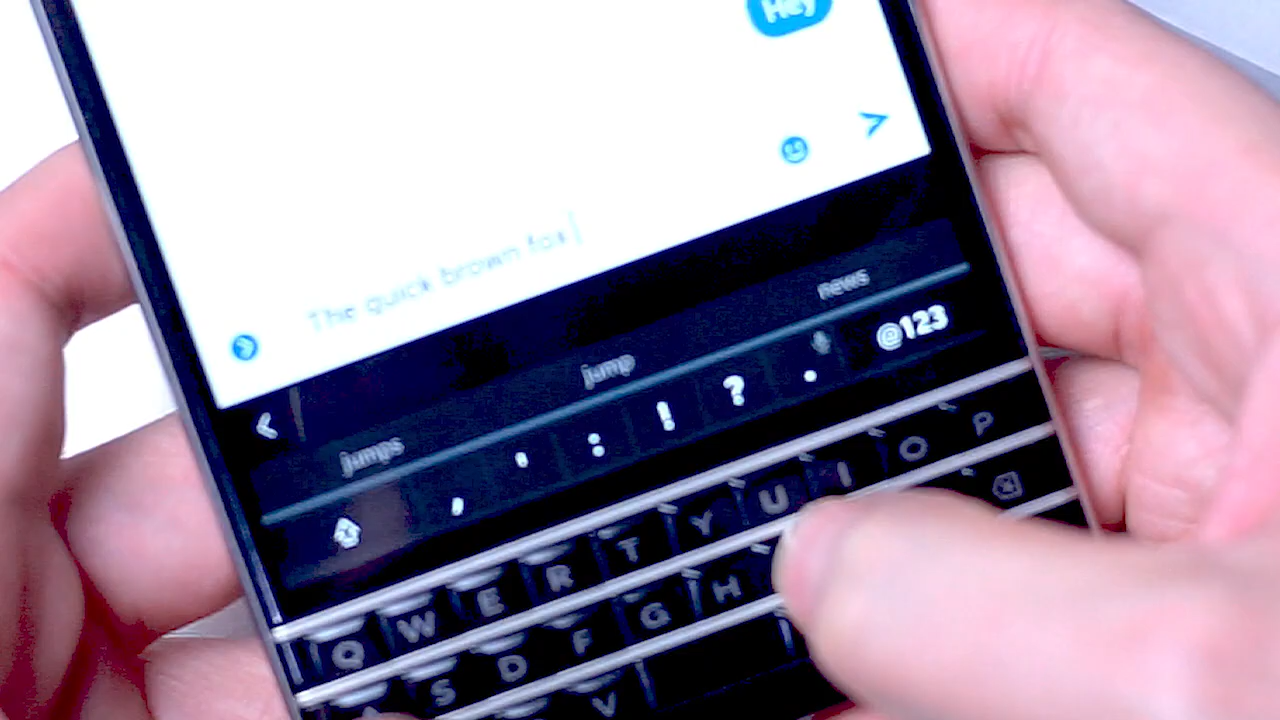 Hey
The quick brown fox
jumps jump news
, ' : ! ? . @123
Q W E R T Y U I O P
S D F G H
V